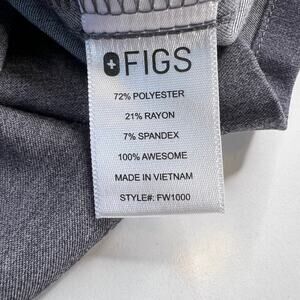 FIGS
72% POLYESTER
21% RAYON
7% SPANDEX
100% AWESOME
MADE IN VIETNAM
STYLE#: FW1000